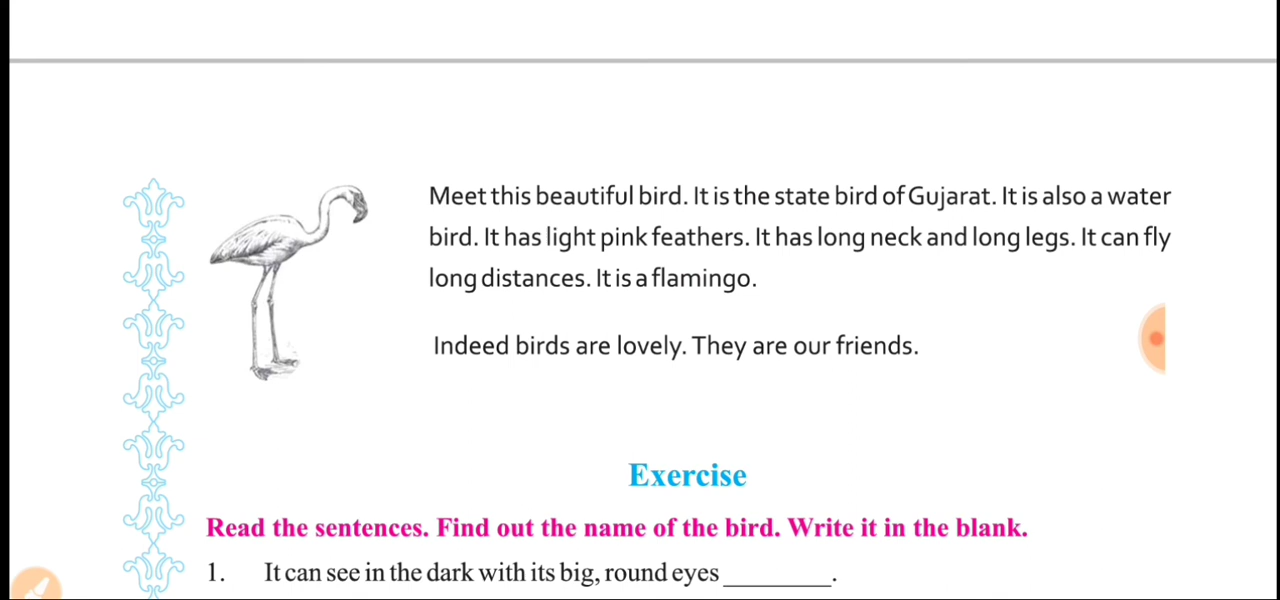 Meet this beautiful bird. It is the state bird of Gujarat. It is also a water
bird. It has light pink feathers. It has long neck and long legs. It can fly
long distances. It is a flamingo.
Indeed birds are lovely. They are our friends.
Exercise
Read the sentences. Find out the name of the bird. Write it in the blank.
1. It can see in the dark with its big, round eyes _________.